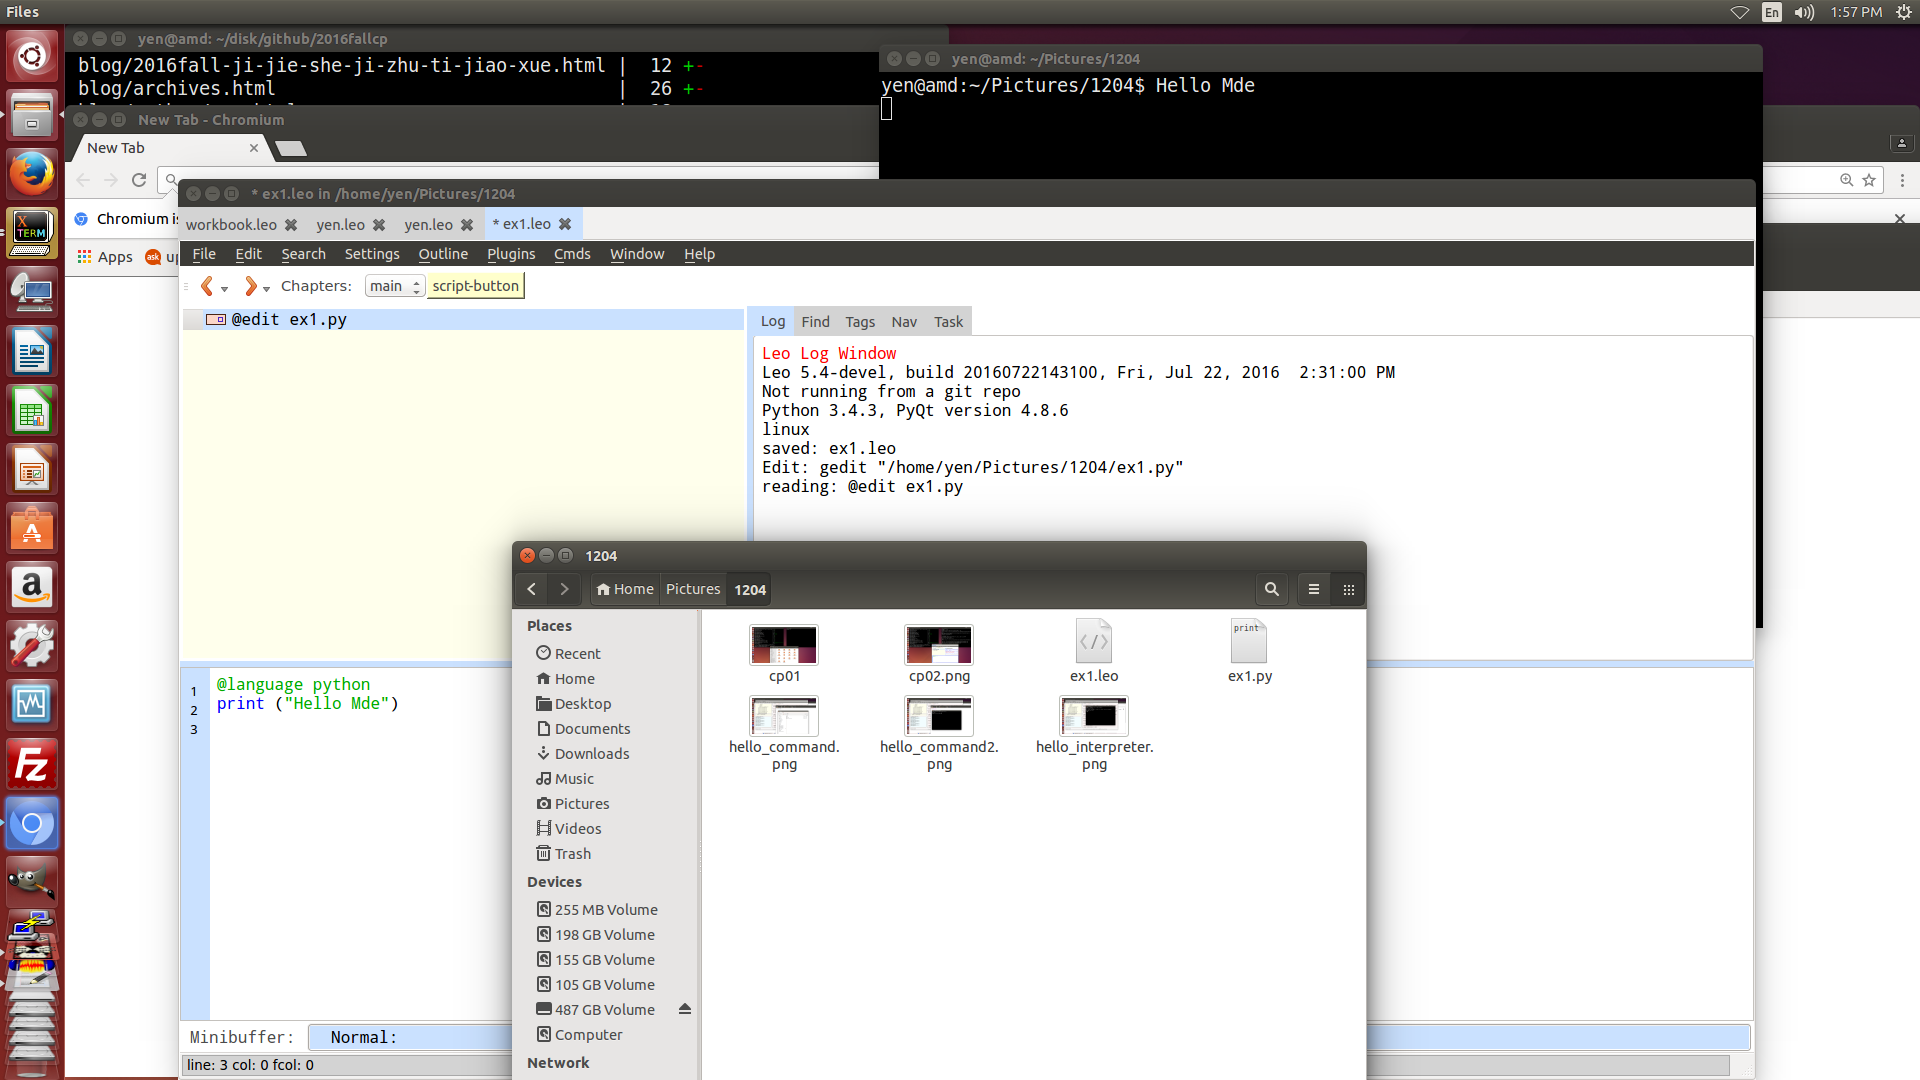 Files
En
1:57 PM
yen@amd: ~/disk/github/2016fallcp
blog/2016fall-ji-jie-she-ji-zhu-ti-jiao-xue.html | 12 +-
blog/archives.html | 26 +-
yen@amd: ~/Pictures/1204
yen@amd:~/Pictures/1204$ Hello Mde
New Tab - Chromium
New Tab
Chromium is
Apps
ask
up
* ex1.leo in /home/yen/Pictures/1204
workbook.leo
yen.leo
yen.leo
* ex1.leo
File Edit Search Settings Outline Plugins Cmds Window Help
Chapters: main script-button
@edit ex1.py
Log Find Tags Nav Task
Leo Log Window
Leo 5.4-devel, build 20160722143100, Fri, Jul 22, 2016 2:31:00 PM
Not running from a git repo
Python 3.4.3, PyQt version 4.8.6
linux
saved: ex1.leo
Edit: gedit "/home/yen/Pictures/1204/ex1.py"
reading: @edit ex1.py
1 @language python
2 print ("Hello Mde")
3
Minibuffer: Normal:
line: 3 col: 0 fcol: 0
1204
Home Pictures 1204
Places
Recent
Home
Desktop
Documents
Downloads
Music
Pictures
Videos
Trash
Devices
255 MB Volume
198 GB Volume
155 GB Volume
105 GB Volume
487 GB Volume
Computer
Network
cp01
cp02.png
</>
ex1.leo
print
ex1.py
hello_command.
png
hello_command2.
png
hello_interpreter.
png
X
TERM
A
a
Fz